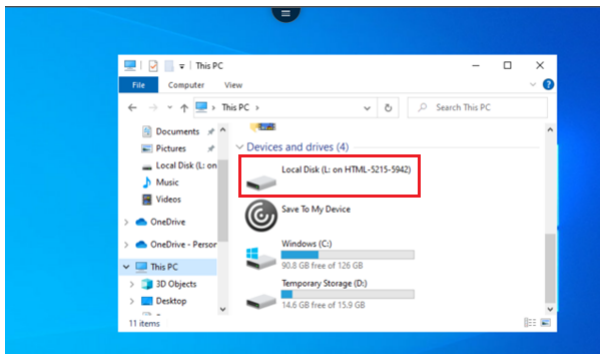 This PC
File Computer View
This PC
Search This PC
Documents
Pictures
Local Disk (L: on
Music
Videos
OneDrive
OneDrive - Person
This PC
3D Objects
Desktop
Devices and drives (4)
Local Disk (L: on HTML-5215-5942)
Save To My Device
Windows (C:)
90.8 GB free of 126 GB
Temporary Storage (D:)
14.6 GB free of 15.9 GB
11 items